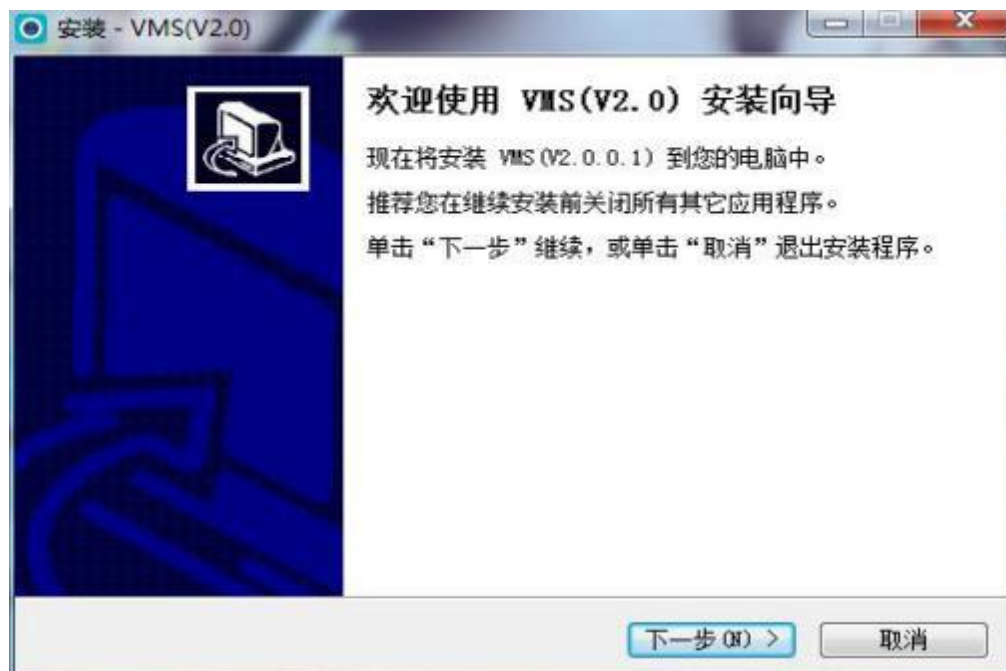 安装 - VMS(V2.0)
欢迎使用 VMS(V2.0) 安装向导
现在将安装 VMS(V2.0.0.1) 到您的电脑中。
推荐您在继续安装前关闭所有其它应用程序。
单击“下一步”继续，或单击“取消”退出安装程序。
下一步(N) >
取消